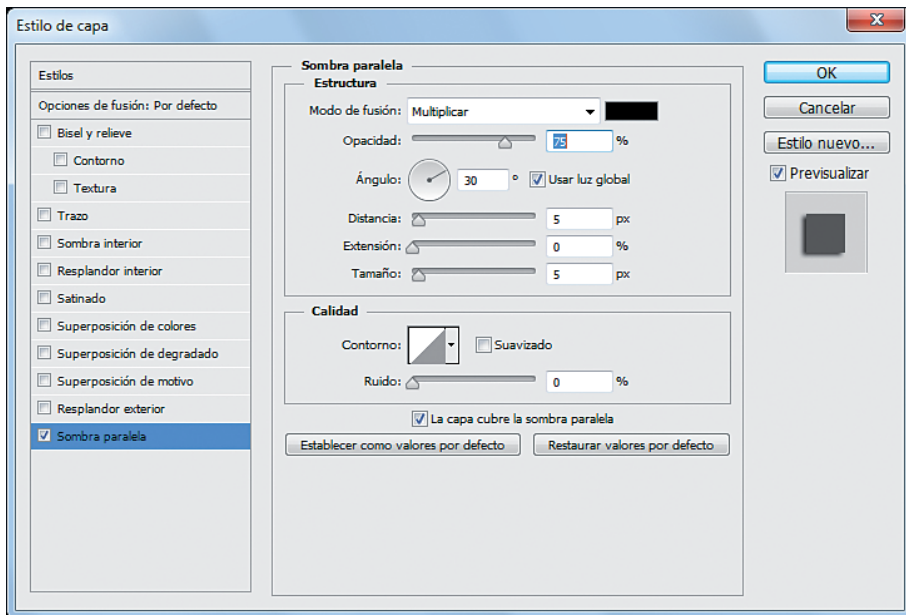 Estilo de capa
Estilos
Opciones de fusión: Por defecto
Bisel y relieve
Contorno
Textura
Trazo
Sombra interior
Resplandor interior
Satinado
Superposición de colores
Superposición de degradado
Superposición de motivo
Resplandor exterior
Sombra paralela
Sombra paralela
Estructura
Modo de fusión: Multiplicar
Opacidad: 75 %
Ángulo: 30 ° Usar luz global
Distancia: 5 px
Extensión: 0 %
Tamaño: 5 px
Calidad
Contorno: Suavizado
Ruido: 0 %
La capa cubre la sombra paralela
Establecer como valores por defecto Restaurar valores por defecto
OK
Cancelar
Estilo nuevo...
Previsualizar